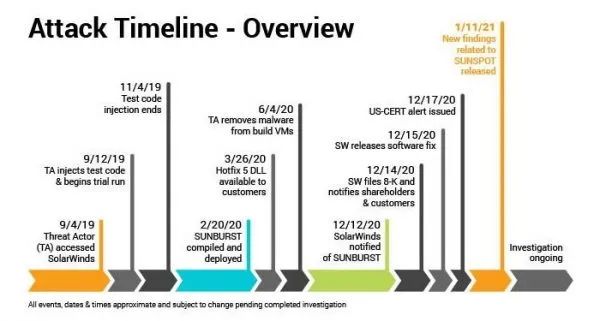 Attack Timeline - Overview
9/4/19
Threat Actor
(TA) accessed
SolarWinds
9/12/19
TA injects test code
& begins trial run
11/4/19
Test code
injection ends
2/20/20
SUNBURST
compiled and
deployed
3/26/20
Hotfix 5 DLL
available to
customers
6/4/20
TA removes malware
from build VMs
12/12/20
SolarWinds
notified
of SUNBURST
12/14/20
SW files 8-K and
notifies shareholders
& customers
12/15/20
SW releases software fix
12/17/20
US-CERT alert issued
1/11/21
New findings
related to
SUNSPOT
released
Investigation
ongoing
All events, dates & times approximate and subject to change pending completed investigation